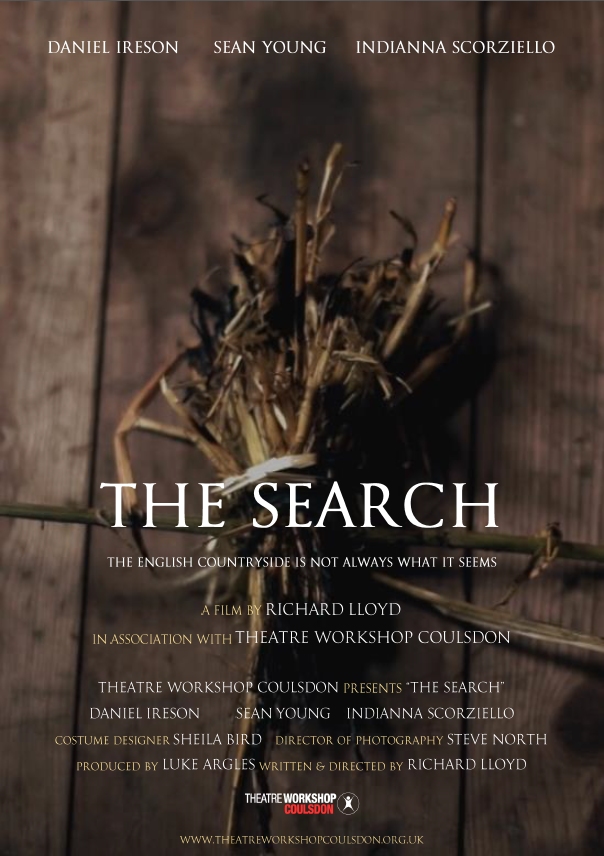 DANIEL IRESON SEAN YOUNG INDIANNA SCORZIELLO
THE SEARCH
THE ENGLISH COUNTRYSIDE IS NOT ALWAYS WHAT IT SEEMS
A FILM BY RICHARD LLOYD
IN ASSOCIATION WITH THEATRE WORKSHOP COULSDON
THEATRE WORKSHOP COULSDON PRESENTS "THE SEARCH"
DANIEL IRESON SEAN YOUNG INDIANNA SCORZIELLO
COSTUME DESIGNER SHEILA BIRD DIRECTOR OF PHOTOGRAPHY STEVE NORTH
PRODUCED BY LUKE ARGLES WRITTEN & DIRECTED BY RICHARD LLOYD
THEATREWORKSHOP
COULSDON
WWW.THEATREWORKSHOPCOULSDON.ORG.UK